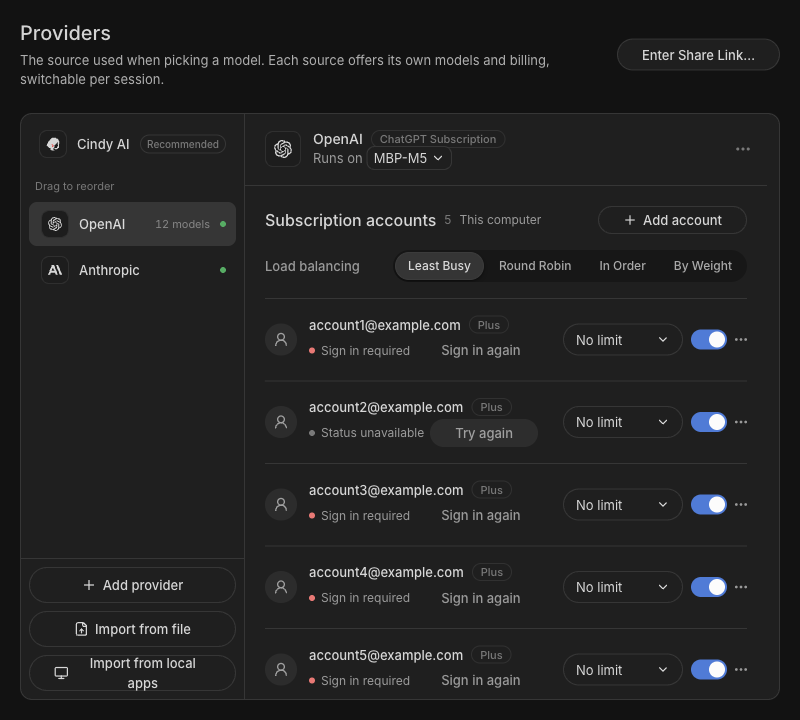 Providers
The source used when picking a model. Each source offers its own models and billing,
switchable per session.
Enter Share Link...
Cindy AI Recommended
Drag to reorder
OpenAI 12 models
Anthropic
Add provider
Import from file
Import from local
apps
OpenAI ChatGPT Subscription
Runs on MBP-M5
Subscription accounts 5 This computer
Add account
Load balancing Least Busy Round Robin In Order By Weight
account1@example.com Plus
Sign in required Sign in again
No limit
account2@example.com Plus
Status unavailable Try again
No limit
account3@example.com Plus
Sign in required Sign in again
No limit
account4@example.com Plus
Sign in required Sign in again
No limit
account5@example.com Plus
Sign in required Sign in again
No limit